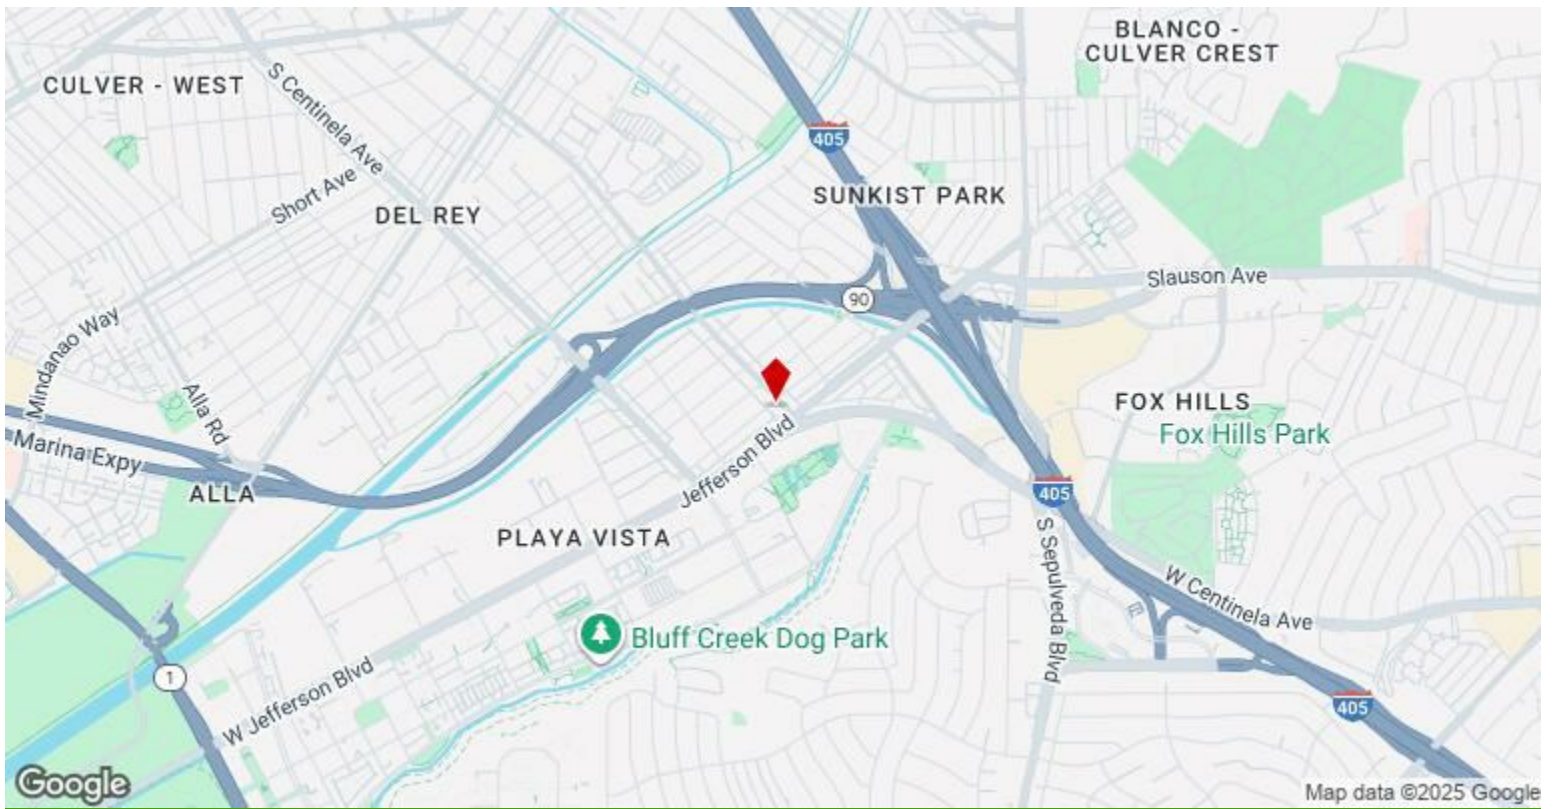 BLANCO -
CULVER CREST
CULVER - WEST
S Centinela Ave
405
Short Ave
SUNKIST PARK
DEL REY
Slauson Ave
90
Mindanao Way
Alla Rd
FOX HILLS
Fox Hills Park
Marina Expy
Jefferson Blvd
ALLA
405
PLAYA VISTA
S Sepulveda Blvd
W Centinela Ave
Bluff Creek Dog Park
1
W Jefferson Blvd
405
Google
Map data ©2025 Google